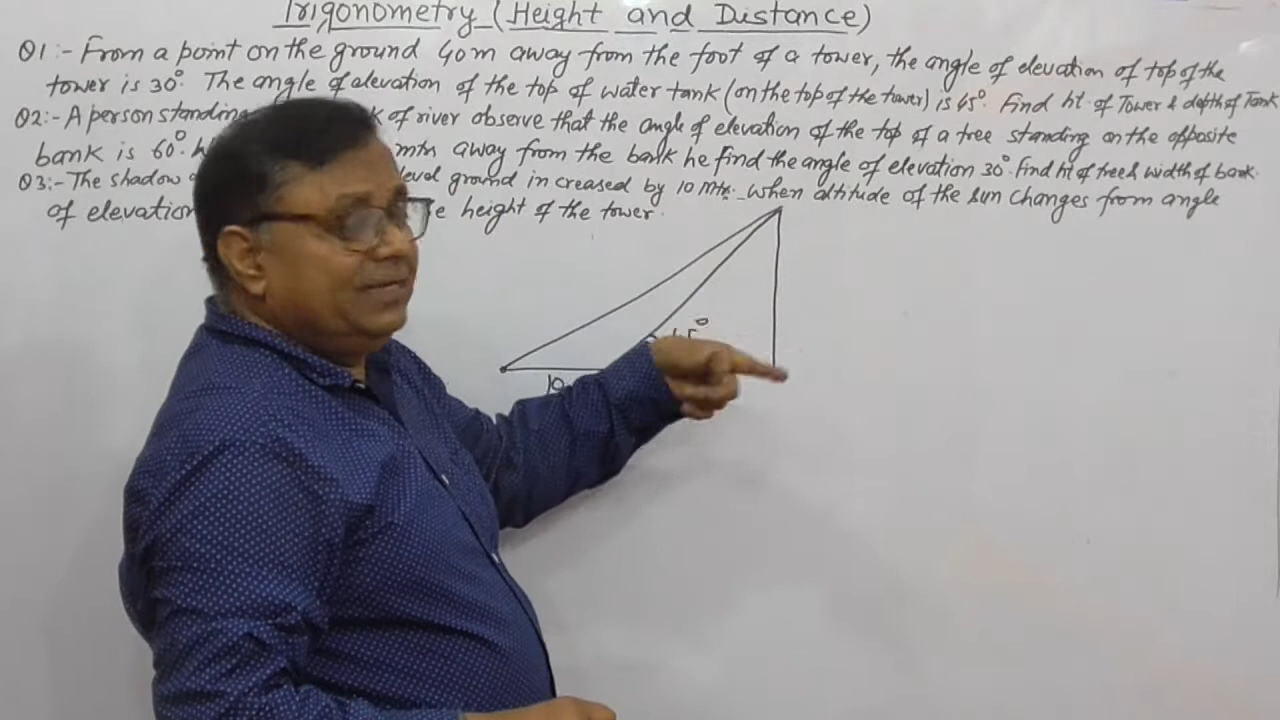 Trigonometry (Height and Distance)
Q1:- From a point on the ground 40m away from the foot of a tower, the angle of elevation of top of the
tower is 30° The angle of elevation of the top of water tank (on the top of the tower) is 45° find ht. of Tower & depth of Tank
Q2:- A person standing of river observe that the angle of elevation of the top of a tree standing on the opposite
bank is 60°. mtr away from the bank he find the angle of elevation 30° find ht of tree & width of bank.
Q3:- The shadow level ground increased by 10 mtr. when altitude of the sun changes from angle
of elevation height of the tower.
45°
10